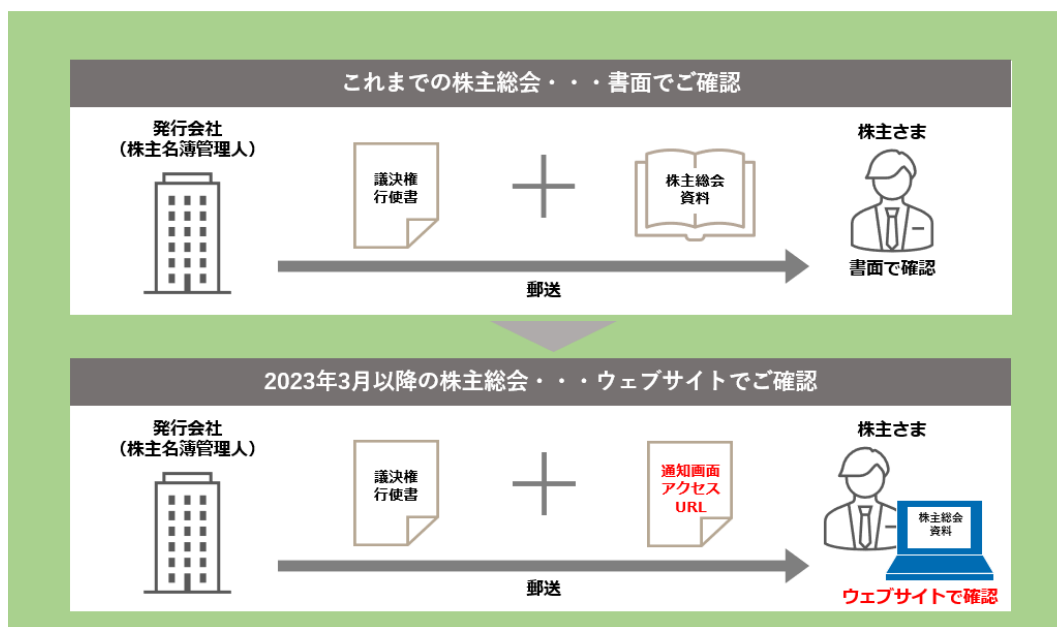 これまでの株主総会・・・書面でご確認
発行会社
（株主名簿管理人）
議決権
行使書
株主総会
資料
株主さま
書面で確認
郵送
2023年3月以降の株主総会・・・ウェブサイトでご確認
発行会社
（株主名簿管理人）
議決権
行使書
通知画面
アクセス
URL
株主さま
株主総会
資料
郵送
ウェブサイトで確認